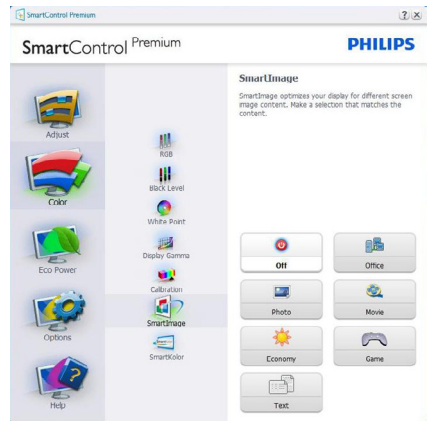 SmartControl Premium
SmartControl Premium
PHILIPS
Adjust
Color
Eco Power
Options
Help
RGB
Black Level
White Point
Display Gamma
Calibration
SmartImage
SmartKolor
SmartImage
SmartImage optimizes your display for different screen
image content. Make a selection that matches the
content.
Off
Office
Photo
Movie
Economy
Game
Text